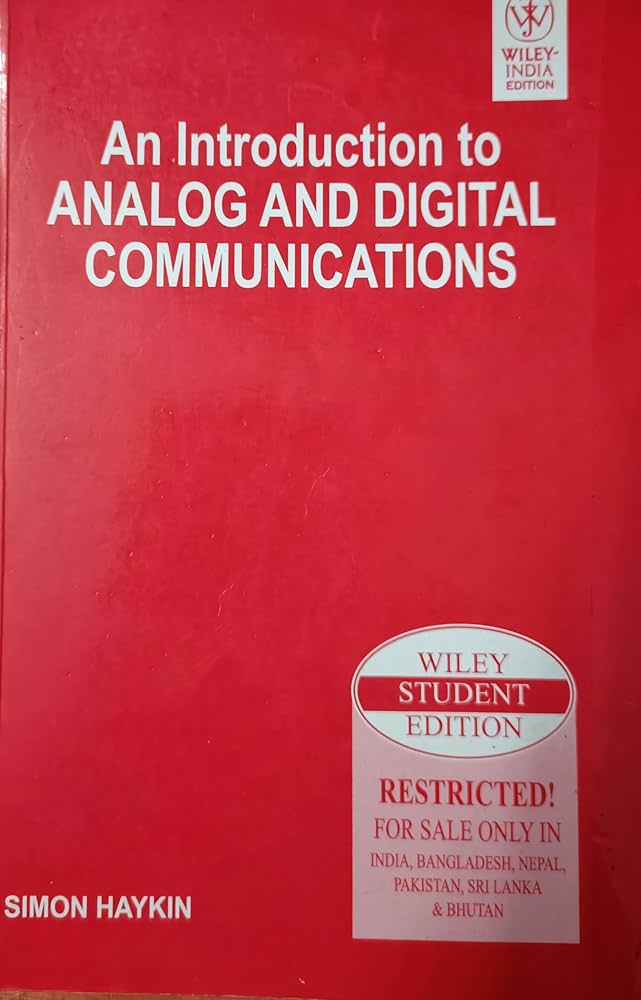 WILEY-
INDIA
EDITION
An Introduction to
ANALOG AND DIGITAL
COMMUNICATIONS
WILEY
STUDENT
EDITION
RESTRICTED!
FOR SALE ONLY IN
INDIA, BANGLADESH, NEPAL,
PAKISTAN, SRI LANKA
& BHUTAN
SIMON HAYKIN